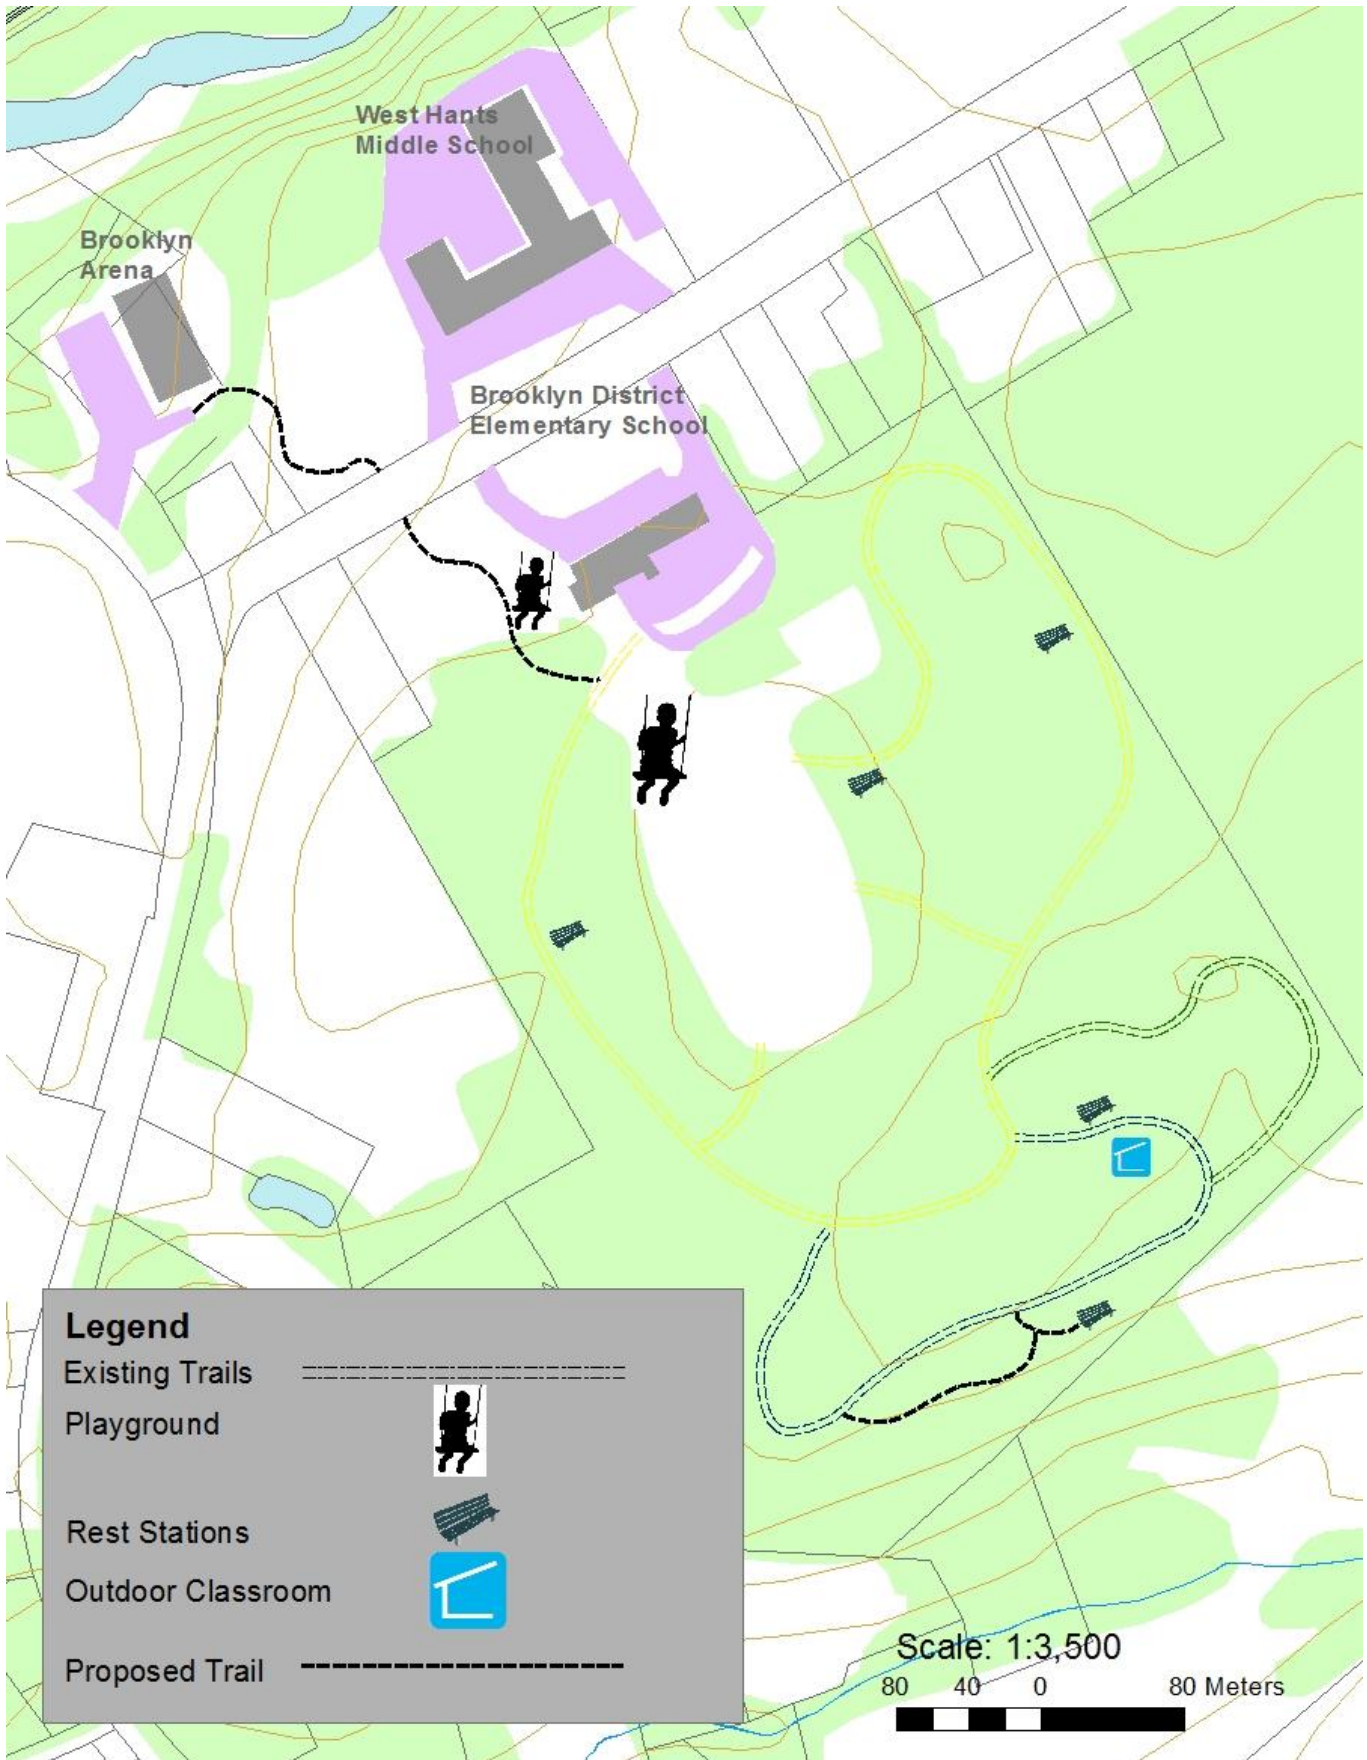 West Hants
Middle School
Brooklyn
Arena
Brooklyn District
Elementary School
Legend
Existing Trails
Playground
Rest Stations
Outdoor Classroom
Proposed Trail
Scale: 1:3,500
80 40 0 80 Meters